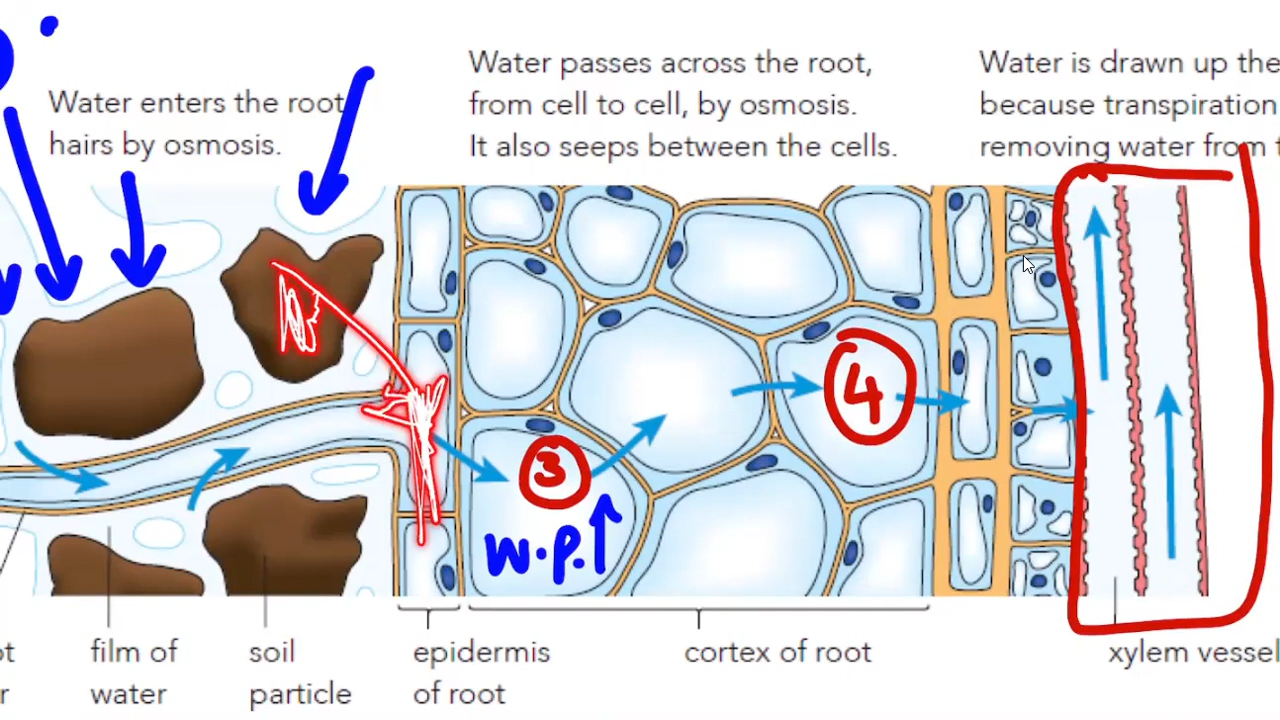 Water enters the root
hairs by osmosis.
Water passes across the root,
from cell to cell, by osmosis.
It also seeps between the cells.
Water is drawn up the
because transpiration
removing water from t
3
4
W.P.↑
ot
r
film of
water
soil
particle
epidermis
of root
cortex of root
xylem vessel